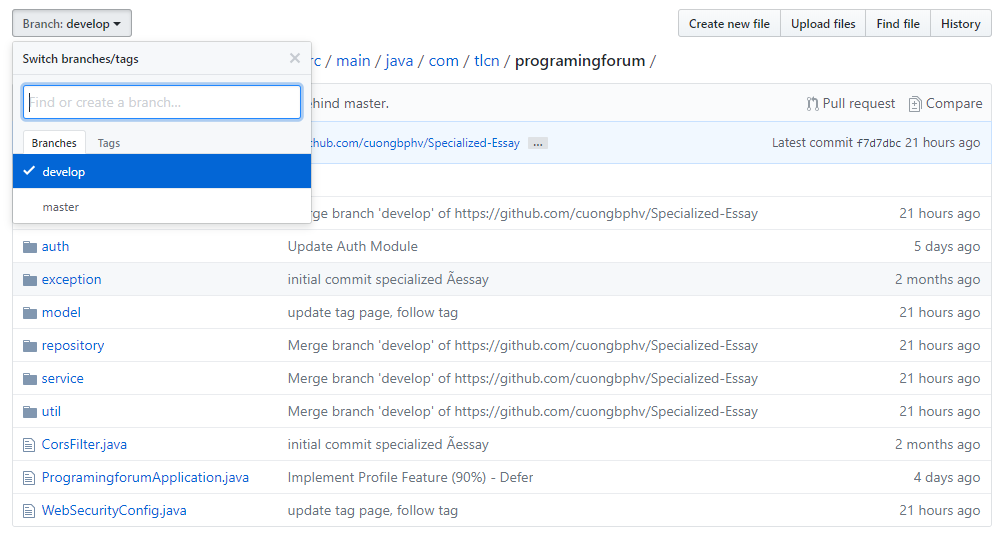 Branch: develop
Create new file Upload files Find file History
Switch branches/tags
rc / main / java / com / tlcn / programingforum /
Find or create a branch...
hind master.
Pull request Compare
Branches Tags
hub.com/cuongbphv/Specialized-Essay ...
Latest commit f7d7dbc 21 hours ago
develop
master
rge branch 'develop' of https://github.com/cuongbphv/Specialized-Essay 21 hours ago
auth Update Auth Module 5 days ago
exception initial commit specialized Ãessay 2 months ago
model update tag page, follow tag 21 hours ago
repository Merge branch 'develop' of https://github.com/cuongbphv/Specialized-Essay 21 hours ago
service Merge branch 'develop' of https://github.com/cuongbphv/Specialized-Essay 21 hours ago
util Merge branch 'develop' of https://github.com/cuongbphv/Specialized-Essay 21 hours ago
CorsFilter.java initial commit specialized Ãessay 2 months ago
ProgramingforumApplication.java Implement Profile Feature (90%) - Defer 4 days ago
WebSecurityConfig.java update tag page, follow tag 21 hours ago